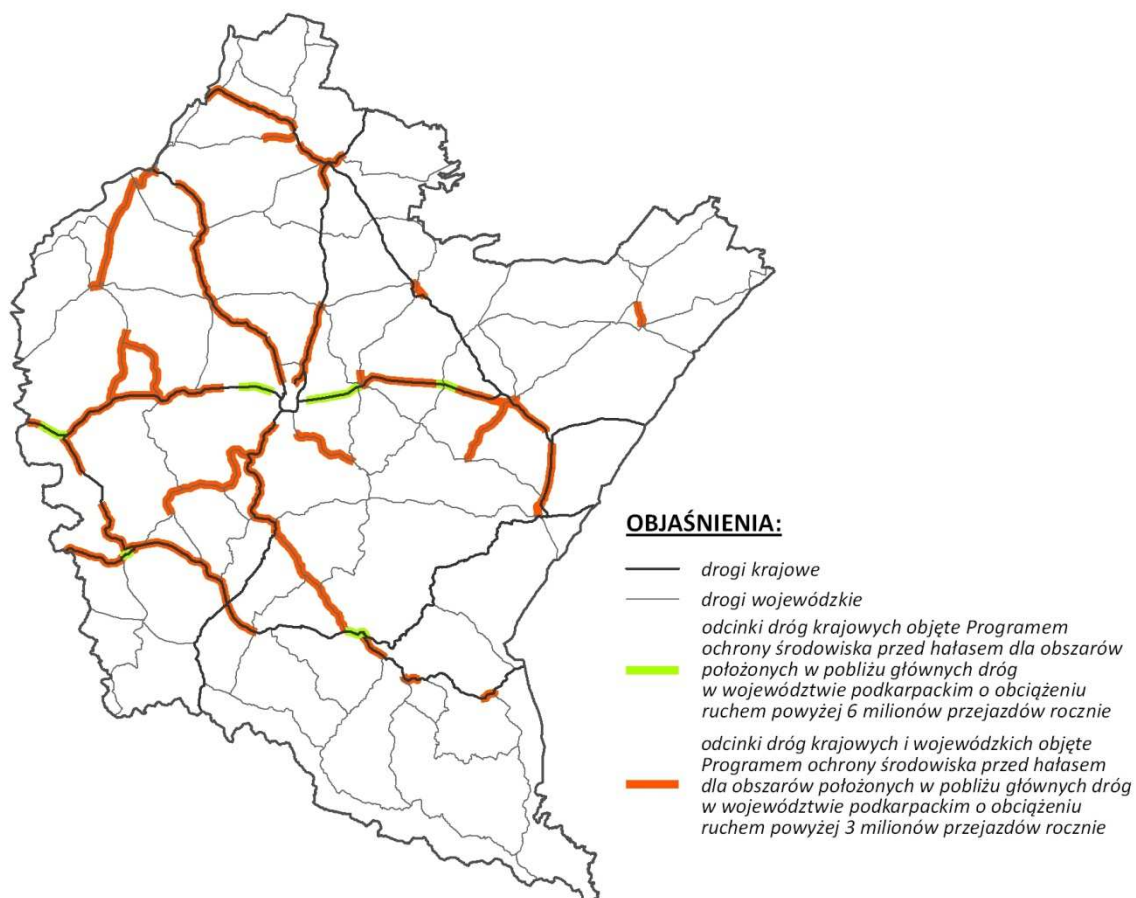 OBJAŚNIENIA:
drogi krajowe
drogi wojewódzkie
odcinki dróg krajowych objęte Programem
ochrony środowiska przed hałasem dla obszarów
położonych w pobliżu głównych dróg
w województwie podkarpackim o obciążeniu
ruchem powyżej 6 milionów przejazdów rocznie
odcinki dróg krajowych i wojewódzkich objęte
Programem ochrony środowiska przed hałasem
dla obszarów położonych w pobliżu głównych dróg
w województwie podkarpackim o obciążeniu
ruchem powyżej 3 milionów przejazdów rocznie